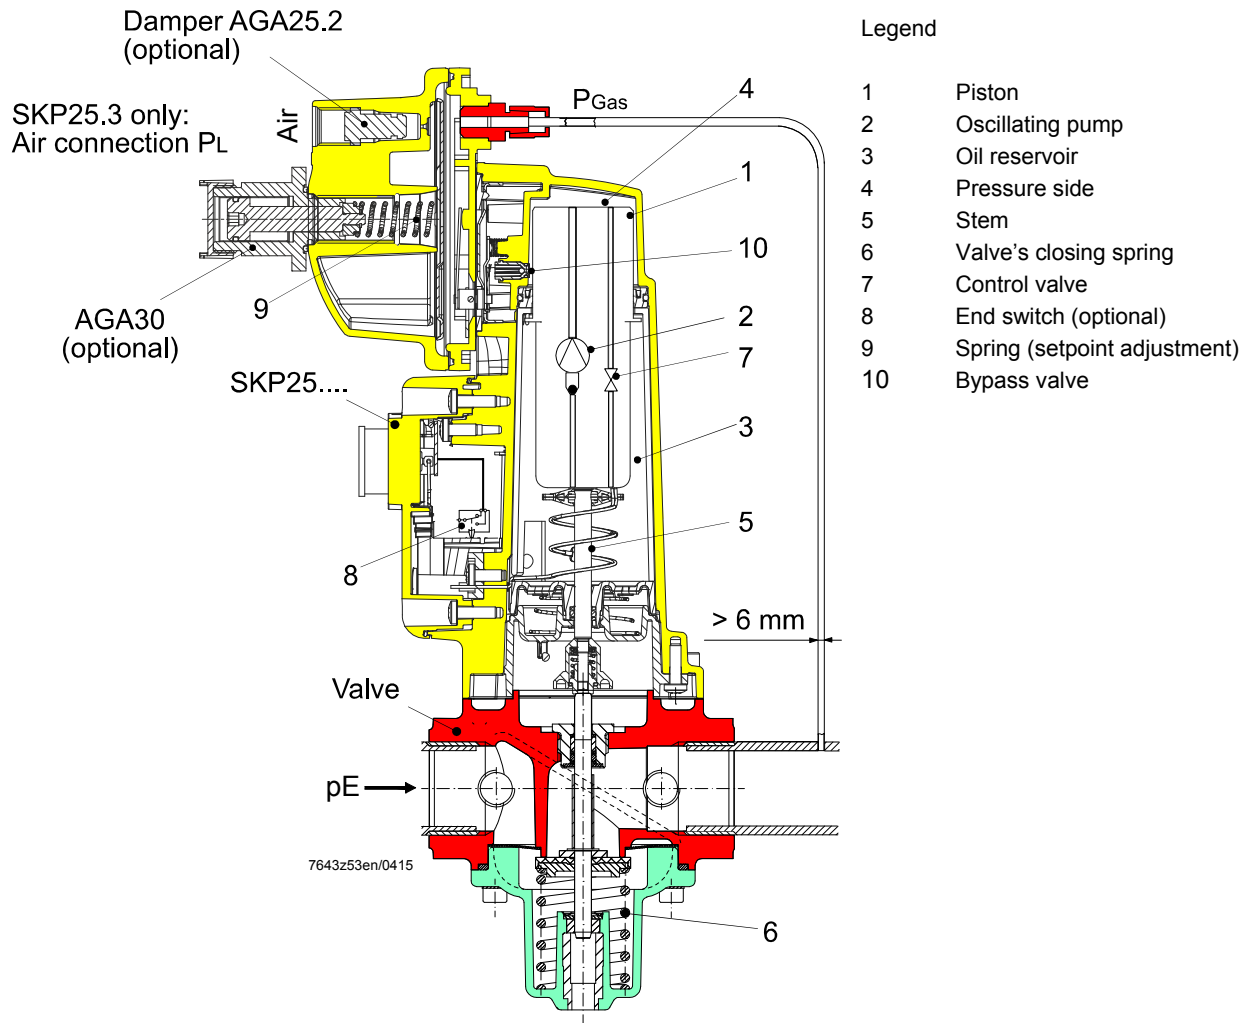 Damper AGA25.2
(optional)
SKP25.3 only:
Air connection PL
Air
PGas
4
1
10
9
2
7
AGA30
(optional)
SKP25....
3
5
8
> 6 mm
Valve
pE
7643z53en/0415
6
Legend
1 Piston
2 Oscillating pump
3 Oil reservoir
4 Pressure side
5 Stem
6 Valve’s closing spring
7 Control valve
8 End switch (optional)
9 Spring (setpoint adjustment)
10 Bypass valve